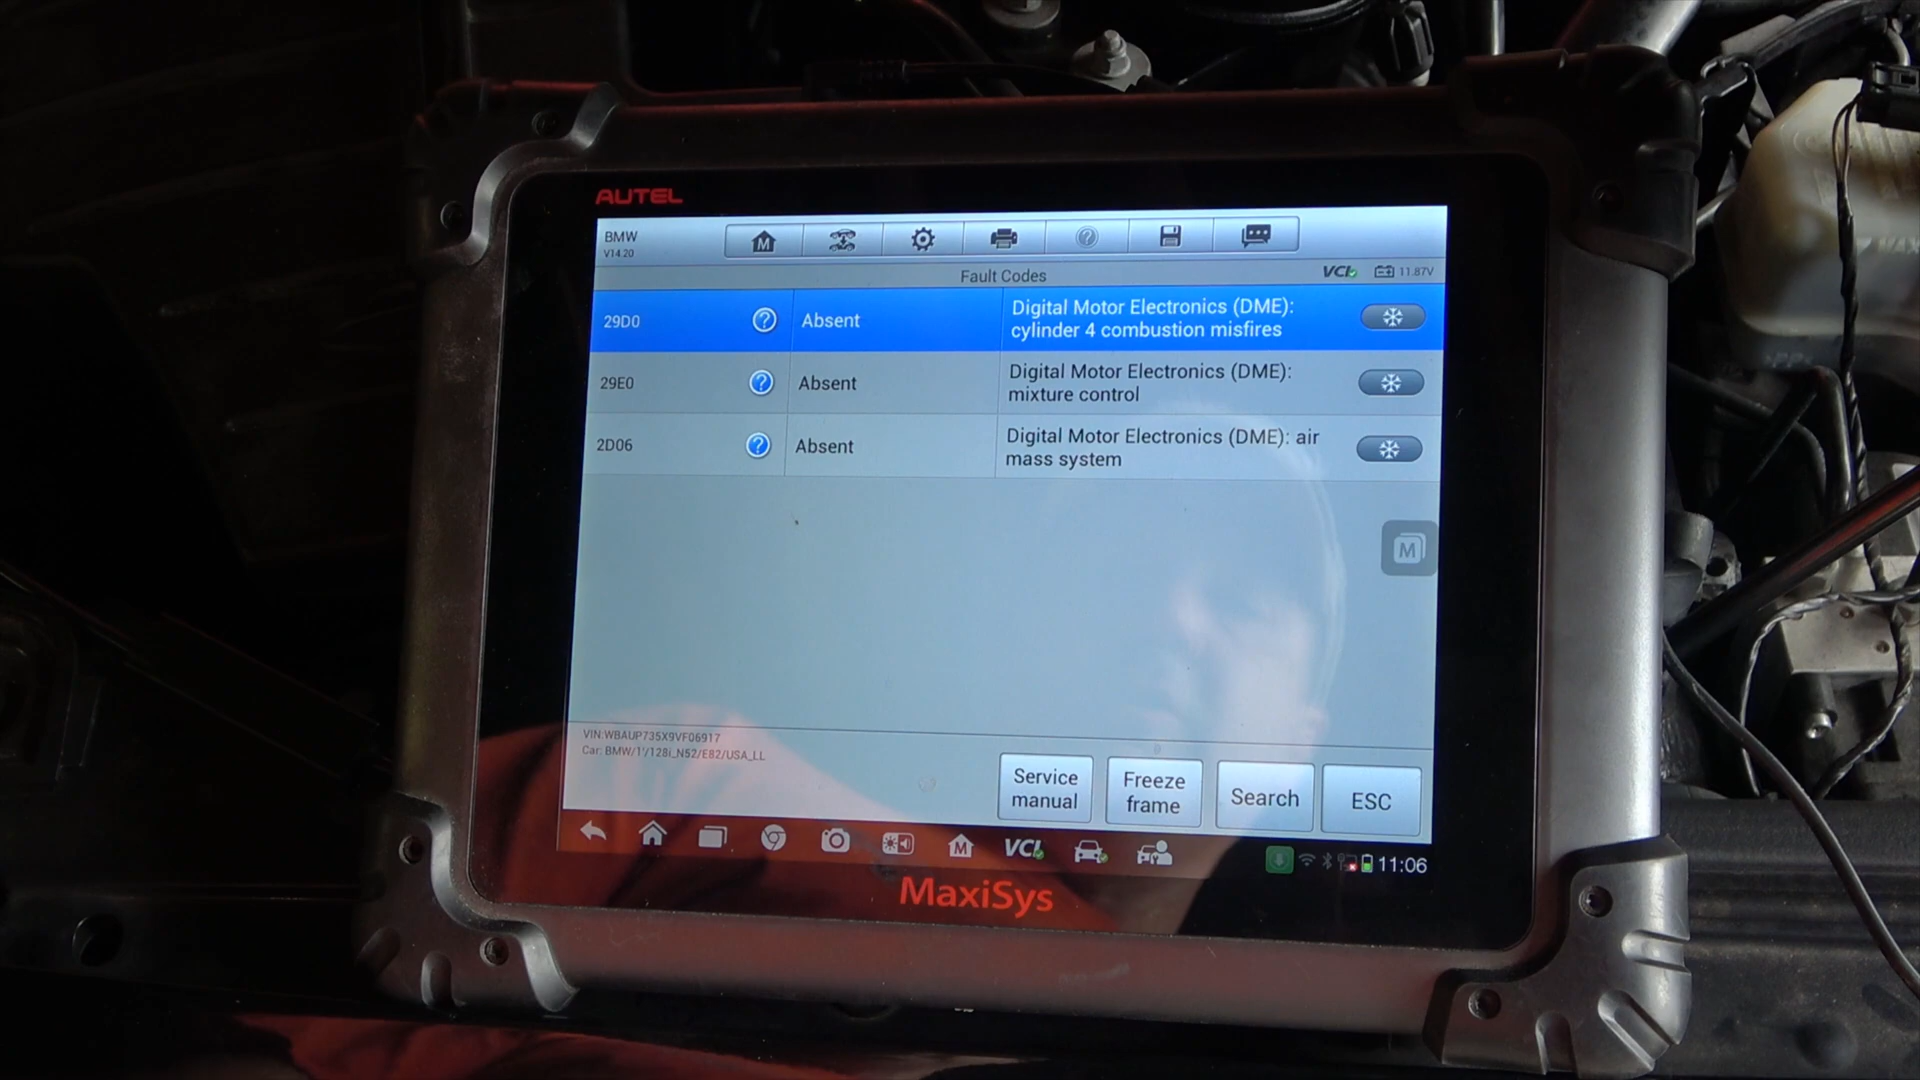 AUTEL
BMW
V14.20
M
Fault Codes
VCI
11.87V
29D0
?
Absent
Digital Motor Electronics (DME):
cylinder 4 combustion misfires
29E0
?
Absent
Digital Motor Electronics (DME):
mixture control
2D06
?
Absent
Digital Motor Electronics (DME): air
mass system
M
VIN:WBAUP735X9VF06917
Car: BMW/1'/128i_N52/E82/USA_LL
Service
manual
Freeze
frame
Search
ESC
M
VCI
11:06
MaxiSys